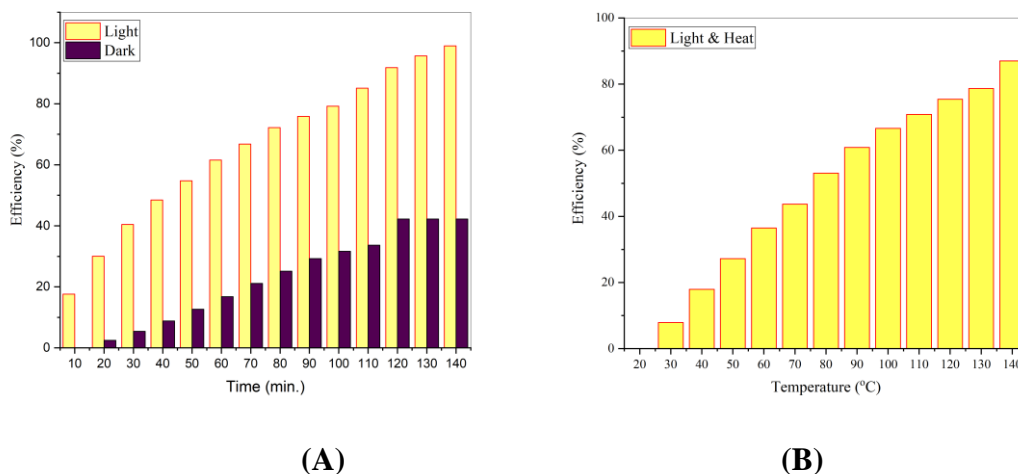 Light
Dark
100
80
60
40
20
0
Efficiency (%)
10 20 30 40 50 60 70 80 90 100 110 120 130 140
Time (min.)
(A)
Light & Heat
100
80
60
40
20
0
Efficiency (%)
20 30 40 50 60 70 80 90 100 110 120 130 140
Temperature (°C)
(B)